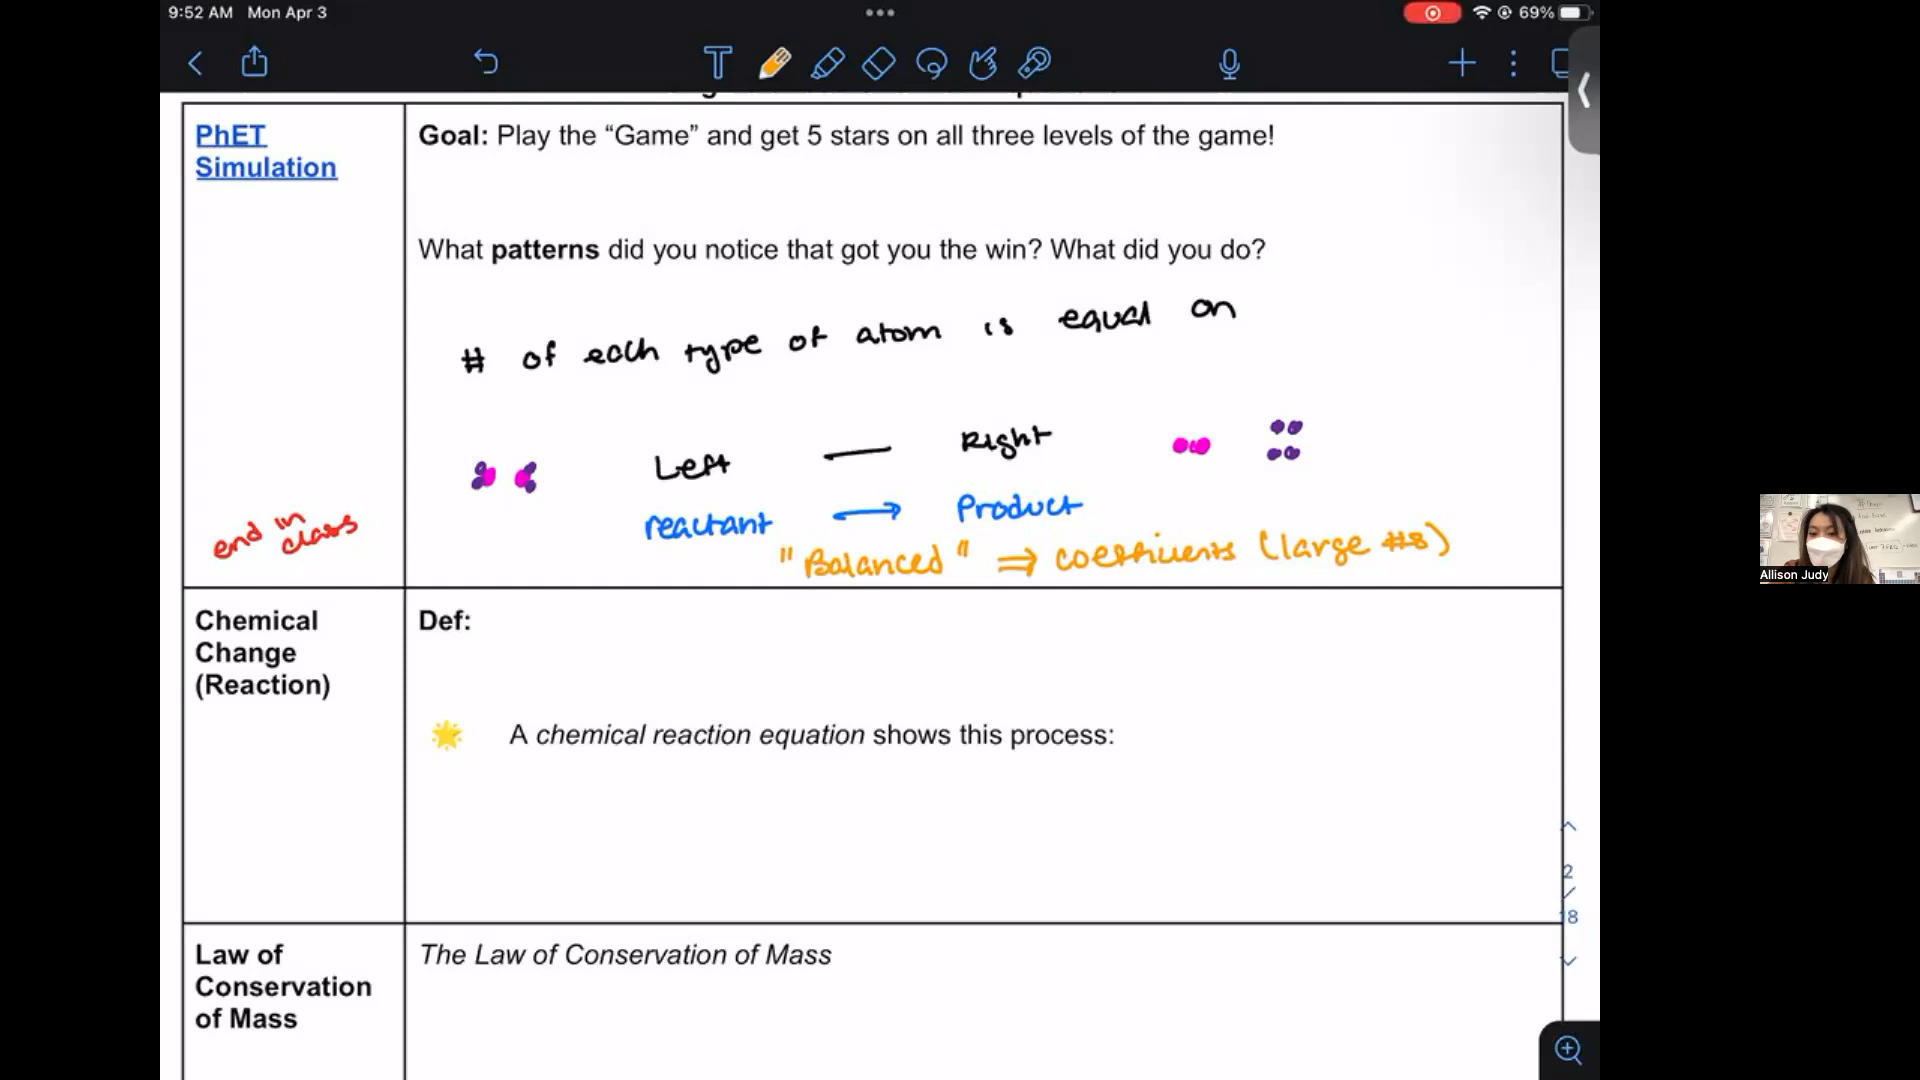 9:52 AM Mon Apr 3
69%
PhET
Simulation
Goal: Play the “Game” and get 5 stars on all three levels of the game!
What patterns did you notice that got you the win? What did you do?
# of each type of atom is equal on
Left — Right
reactant → Product
end in class
"Balanced" ⇒ coefficients (large #s)
Chemical
Change
(Reaction)
Def:
A chemical reaction equation shows this process:
2
/
18
Law of
Conservation
of Mass
The Law of Conservation of Mass
Allison Judy